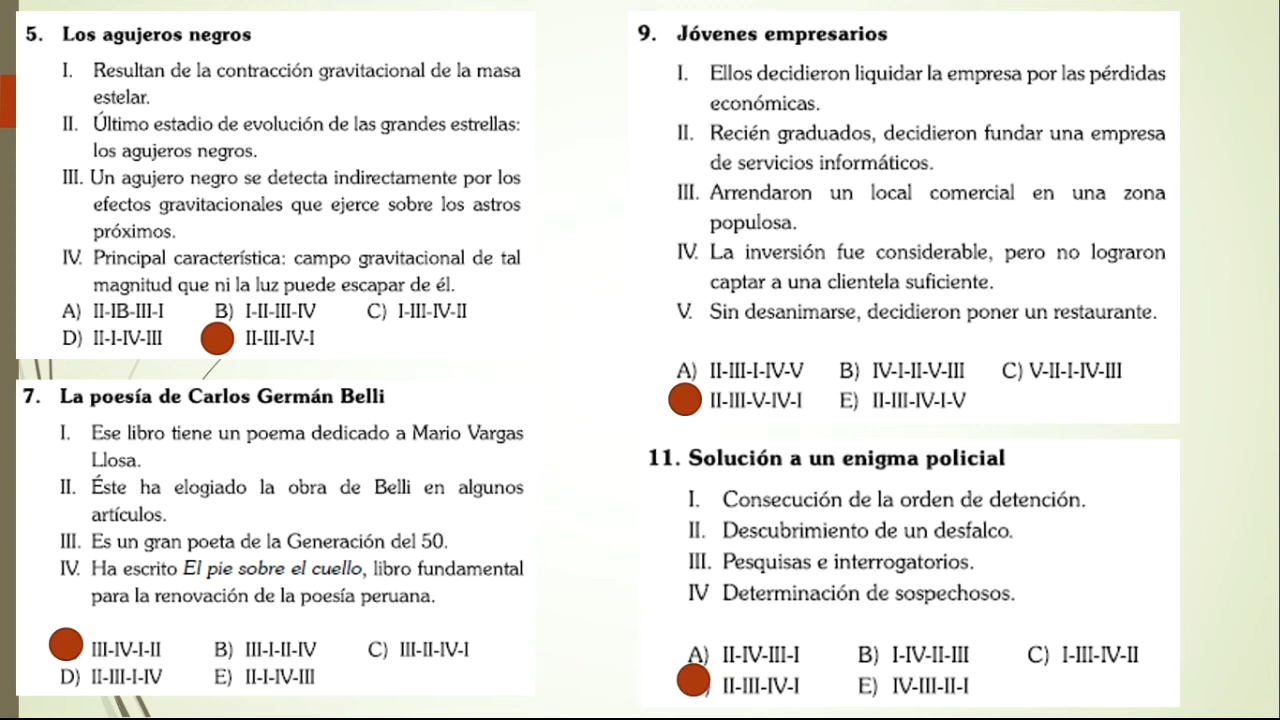 5. Los agujeros negros
I. Resultan de la contracción gravitacional de la masa
estelar.
II. Último estadio de evolución de las grandes estrellas:
los agujeros negros.
III. Un agujero negro se detecta indirectamente por los
efectos gravitacionales que ejerce sobre los astros
próximos.
IV. Principal característica: campo gravitacional de tal
magnitud que ni la luz puede escapar de él.
A) II-IB-III-I B) I-II-III-IV C) I-III-IV-II
D) II-I-IV-III II-III-IV-I
7. La poesía de Carlos Germán Belli
I. Ese libro tiene un poema dedicado a Mario Vargas
Llosa.
II. Éste ha elogiado la obra de Belli en algunos
artículos.
III. Es un gran poeta de la Generación del 50.
IV. Ha escrito El pie sobre el cuello, libro fundamental
para la renovación de la poesía peruana.
III-IV-I-II B) III-I-II-IV C) III-II-IV-I
D) II-III-I-IV E) II-I-IV-III
9. Jóvenes empresarios
I. Ellos decidieron liquidar la empresa por las pérdidas
económicas.
II. Recién graduados, decidieron fundar una empresa
de servicios informáticos.
III. Arrendaron un local comercial en una zona
populosa.
IV. La inversión fue considerable, pero no lograron
captar a una clientela suficiente.
V. Sin desanimarse, decidieron poner un restaurante.
A) II-III-I-IV-V B) IV-I-II-V-III C) V-II-I-IV-III
II-III-V-IV-I E) II-III-IV-I-V
11. Solución a un enigma policial
I. Consecución de la orden de detención.
II. Descubrimiento de un desfalco.
III. Pesquisas e interrogatorios.
IV Determinación de sospechosos.
A) II-IV-III-I B) I-IV-II-III C) I-III-IV-II
) II-III-IV-I E) IV-III-II-I